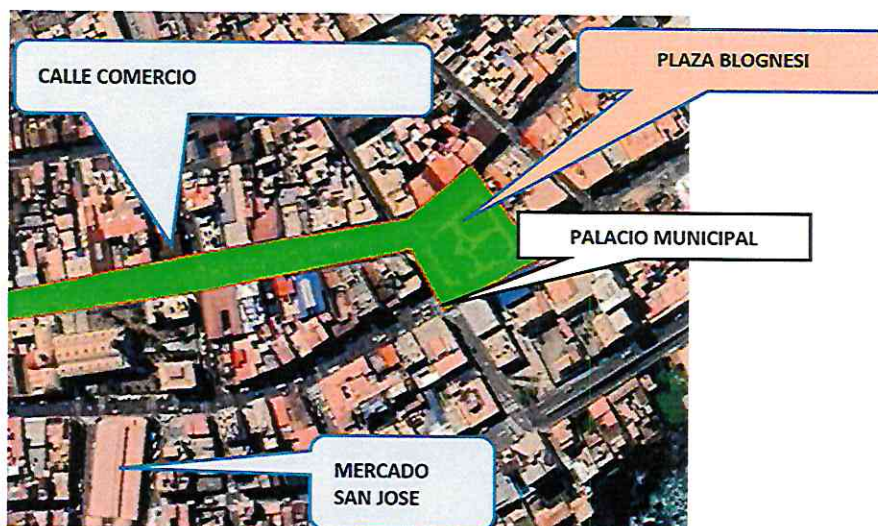 CALLE COMERCIO
PLAZA BLOGNESI
PALACIO MUNICIPAL
MERCADO
SAN JOSE